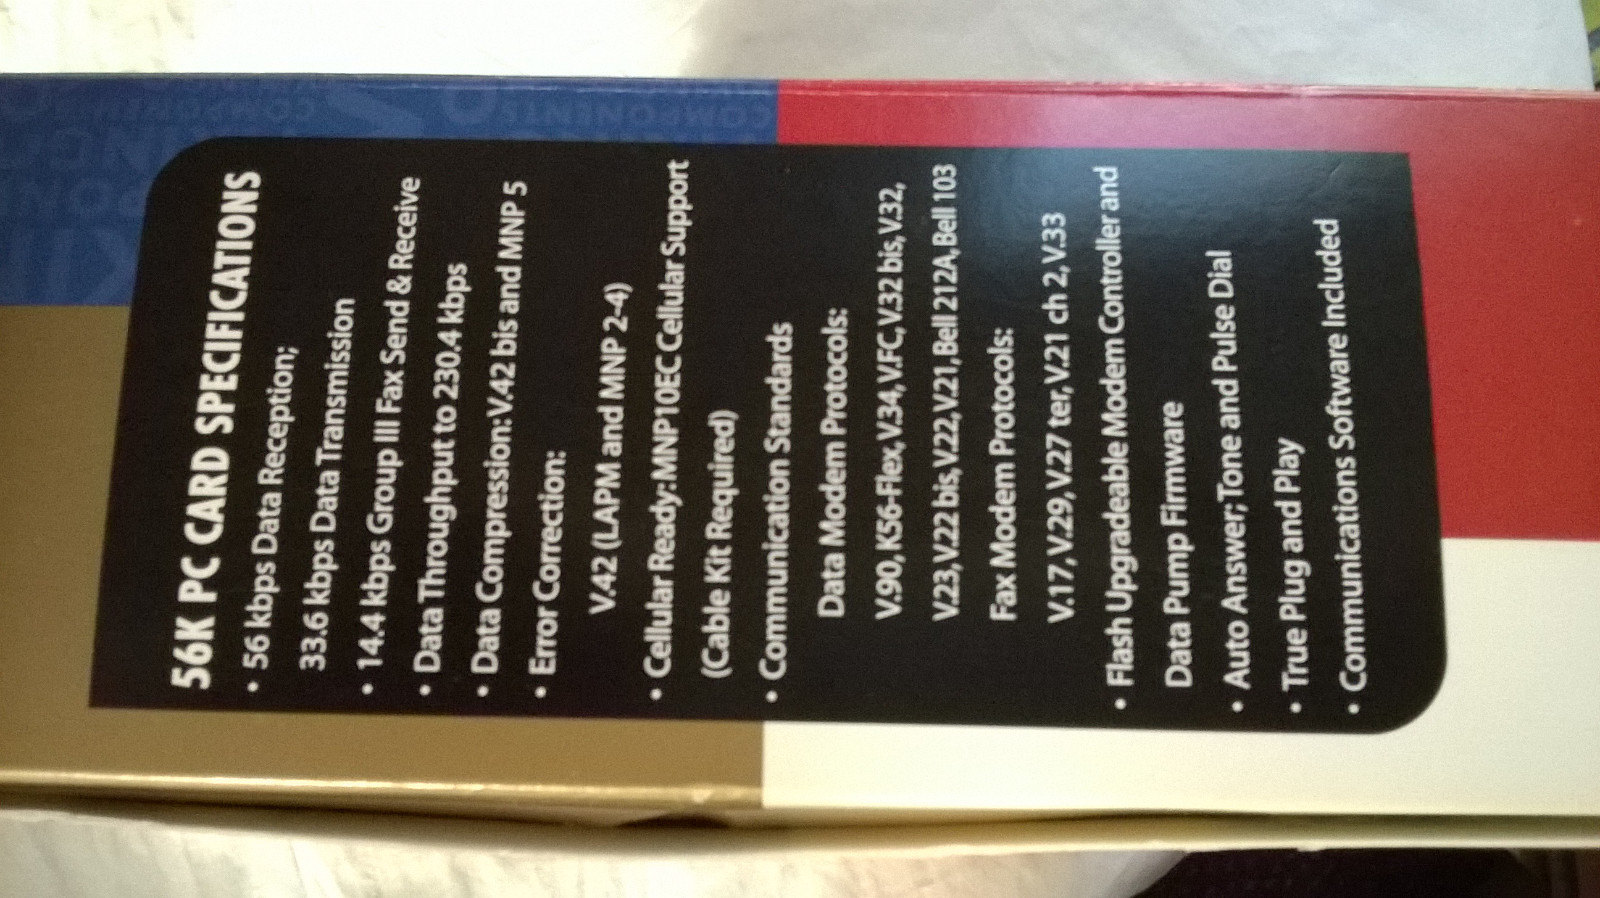 56K PC CARD SPECIFICATIONS
• 56 kbps Data Reception;
33.6 kbps Data Transmission
• 14.4 kbps Group III Fax Send & Receive
• Data Throughput to 230.4 kbps
• Data Compression: V.42 bis and MNP 5
• Error Correction:
V.42 (LAPM and MNP 2-4)
• Cellular Ready: MNP10EC Cellular Support
(Cable Kit Required)
• Communication Standards
Data Modem Protocols:
V.90, K56-Flex, V.34, V.FC, V.32 bis, V.32,
V.23, V.22 bis, V.22, V.21, Bell 212A, Bell 103
Fax Modem Protocols:
V.17, V.29, V.27 ter, V.21 ch 2, V.33
• Flash Upgradeable Modem Controller and
Data Pump Firmware
• Auto Answer; Tone and Pulse Dial
• True Plug and Play
• Communications Software Included
COMPONENTS
COMPONENTS